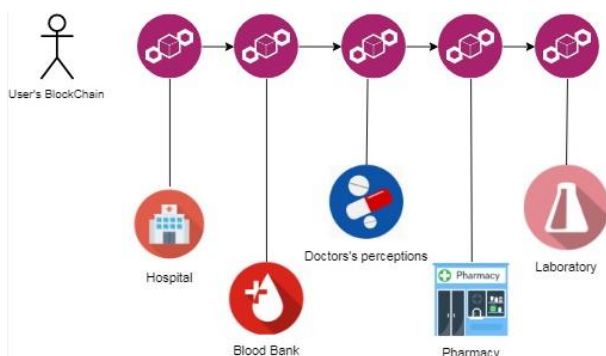 User's BlockChain
Hospital
Blood Bank
Doctors's perceptions
Pharmacy
Pharmacy
Laboratory